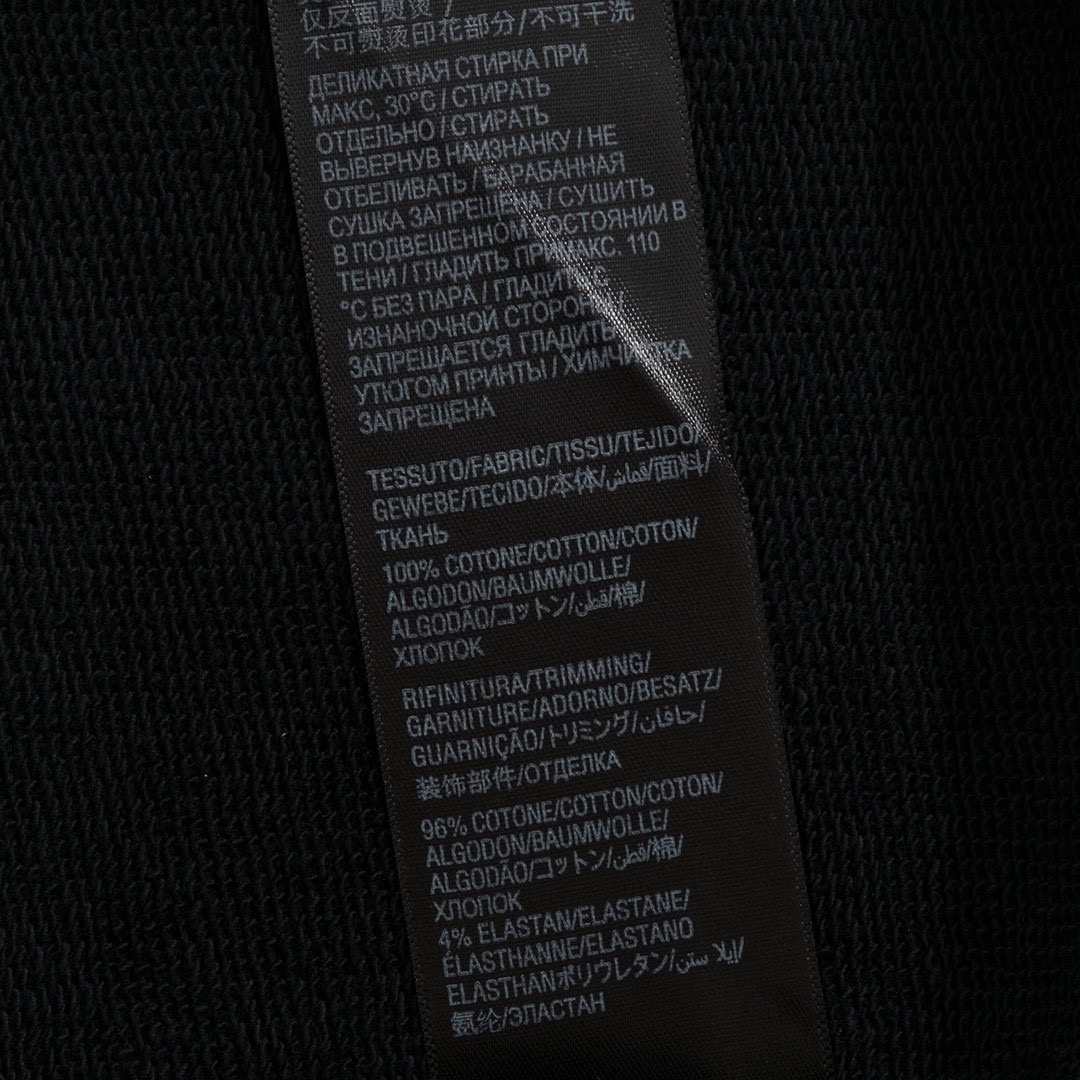 仅反面熨烫 /
不可熨烫印花部分/不可干洗
ДЕЛИКАТНАЯ СТИРКА ПРИ
МАКС, 30°C / СТИРАТЬ
ОТДЕЛЬНО / СТИРАТЬ
ВЫВЕРНУВ НАИЗНАНКУ / НЕ
ОТБЕЛИВАТЬ / БАРАБАННАЯ
СУШКА ЗАПРЕЩЕНА / СУШИТЬ
В ПОДВЕШЕННОМ СОСТОЯНИИ В
ТЕНИ / ГЛАДИТЬ ПРИ МАКС. 110
°C БЕЗ ПАРА / ГЛАДИТЬ С
ИЗНАНОЧНОЙ СТОРОНЫ/
ЗАПРЕЩАЕТСЯ ГЛАДИТЬ
УТЮГОМ ПРИНТЫ / ХИМЧИСТКА
ЗАПРЕЩЕНА
TESSUTO/FABRIC/TISSU/TEJIDO/
GEWEBE/TECIDO/本体/قماش/面料/
ТКАНЬ
100% COTONE/COTTON/COTON/
ALGODON/BAUMWOLLE/
ALGODÃO/コットン/قطن/棉/
ХЛОПОК
RIFINITURA/TRIMMING/
GARNITURE/ADORNO/BESATZ/
GUARNIÇÃO/トリミング/حافان/
装饰部件/ОТДЕЛКА
96% COTONE/COTTON/COTON/
ALGODON/BAUMWOLLE/
ALGODÃO/コットン/قطن/棉/
ХЛОПОК
4% ELASTAN/ELASTANE/
ÉLASTHANNE/ELASTANO
ELASTHANポリウレタン/إيلا ستن/
氨纶/ЭЛАСТАН